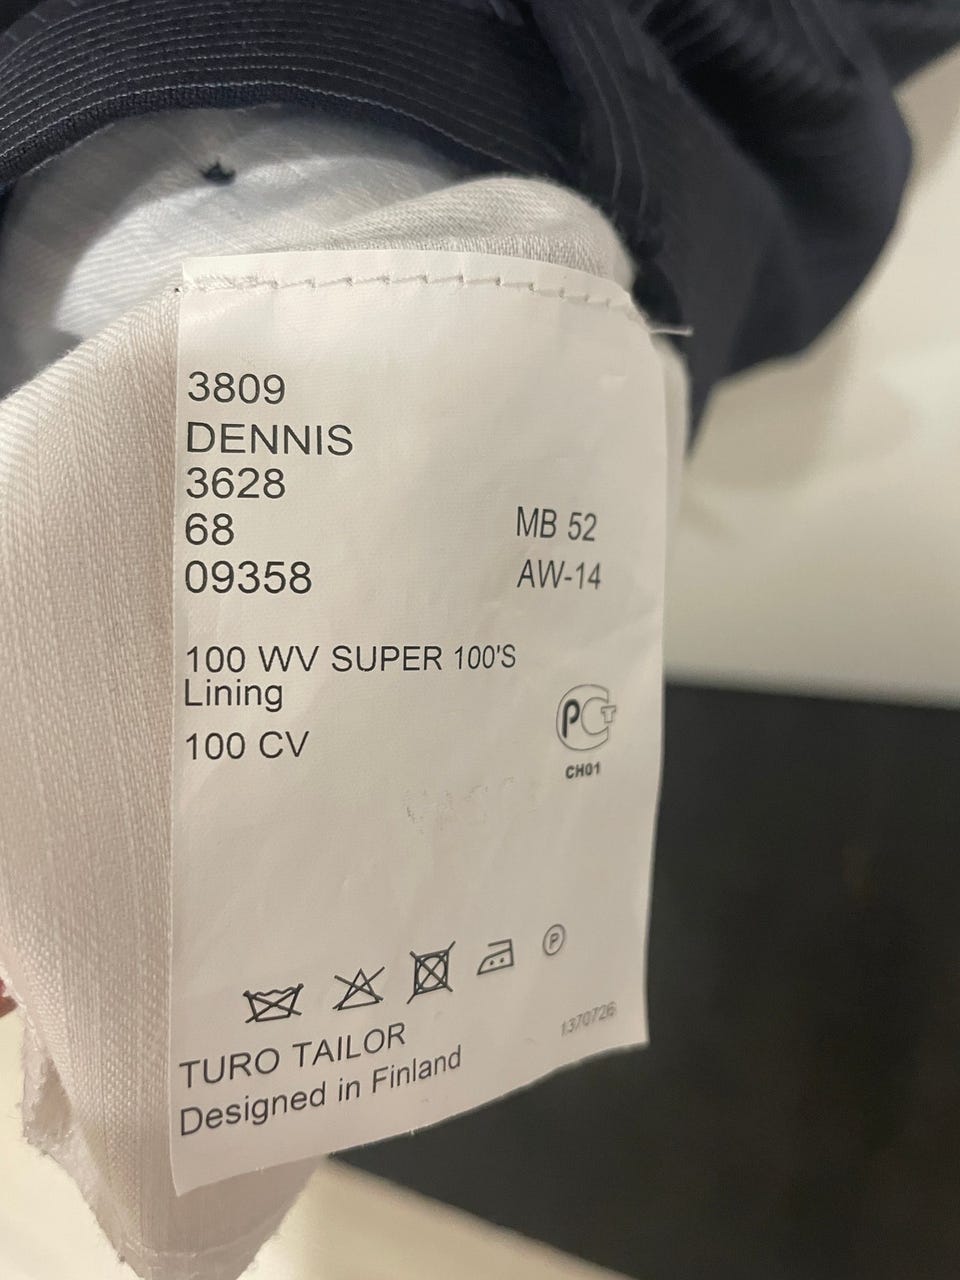 3809
DENNIS
3628
68 MB 52
09358 AW-14
100 WV SUPER 100'S
Lining
100 CV
РСТ
CH01
P
1370726
TURO TAILOR
Designed in Finland